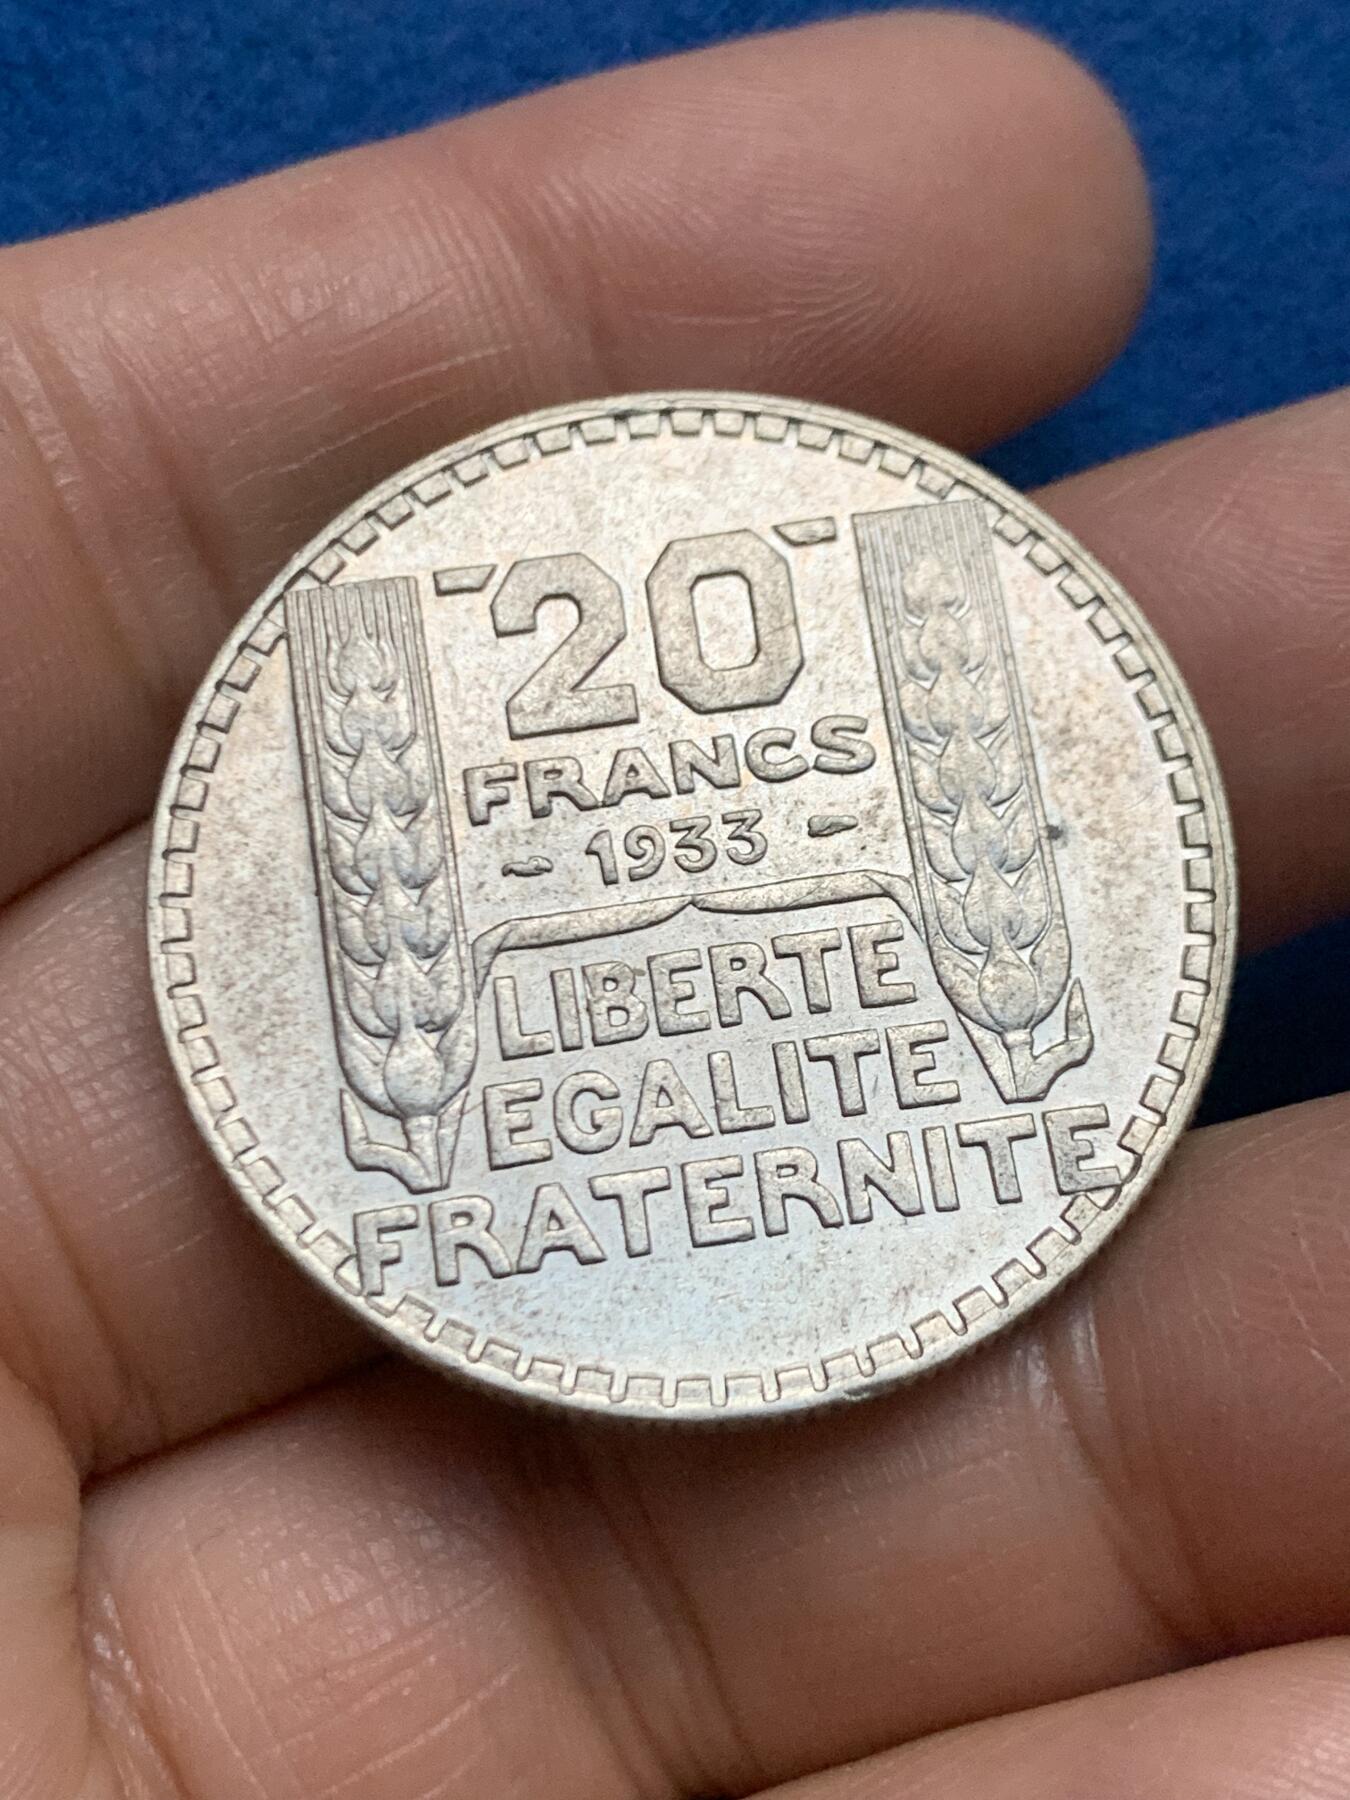 20
FRANCS
- 1933 -
LIBERTE
EGALITE
FRATERNITE